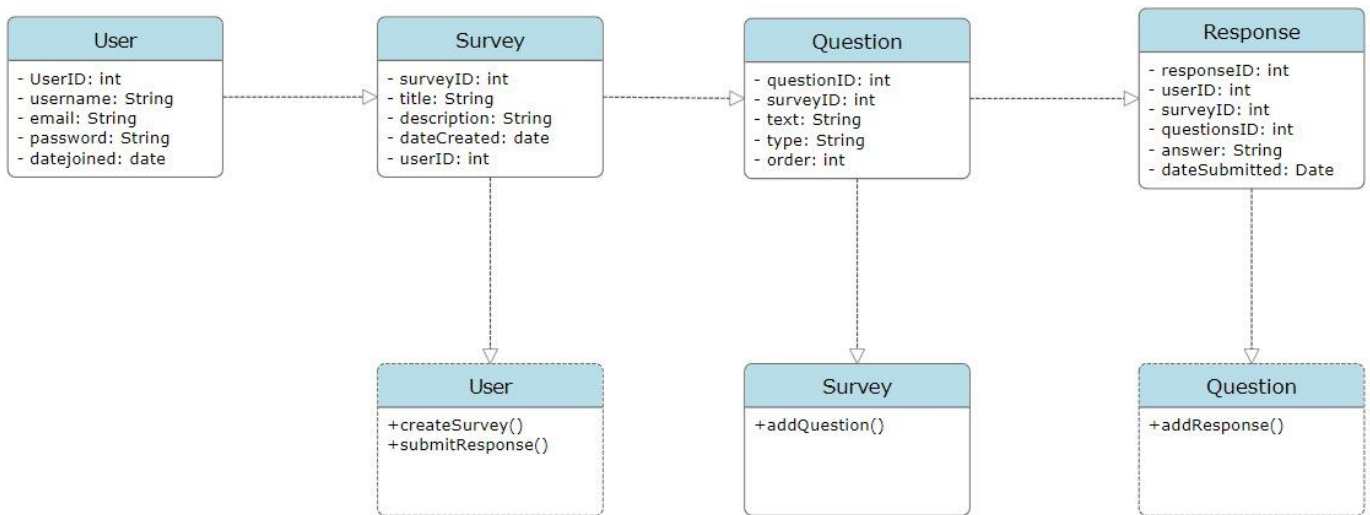 User
- UserID: int
- username: String
- email: String
- password: String
- datejoined: date
Survey
- surveyID: int
- title: String
- description: String
- dateCreated: date
- userID: int
Question
- questionID: int
- surveyID: int
- text: String
- type: String
- order: int
Response
- responseID: int
- userID: int
- surveyID: int
- questionsID: int
- answer: String
- dateSubmitted: Date
User
+createSurvey()
+submitResponse()
Survey
+addQuestion()
Question
+addResponse()